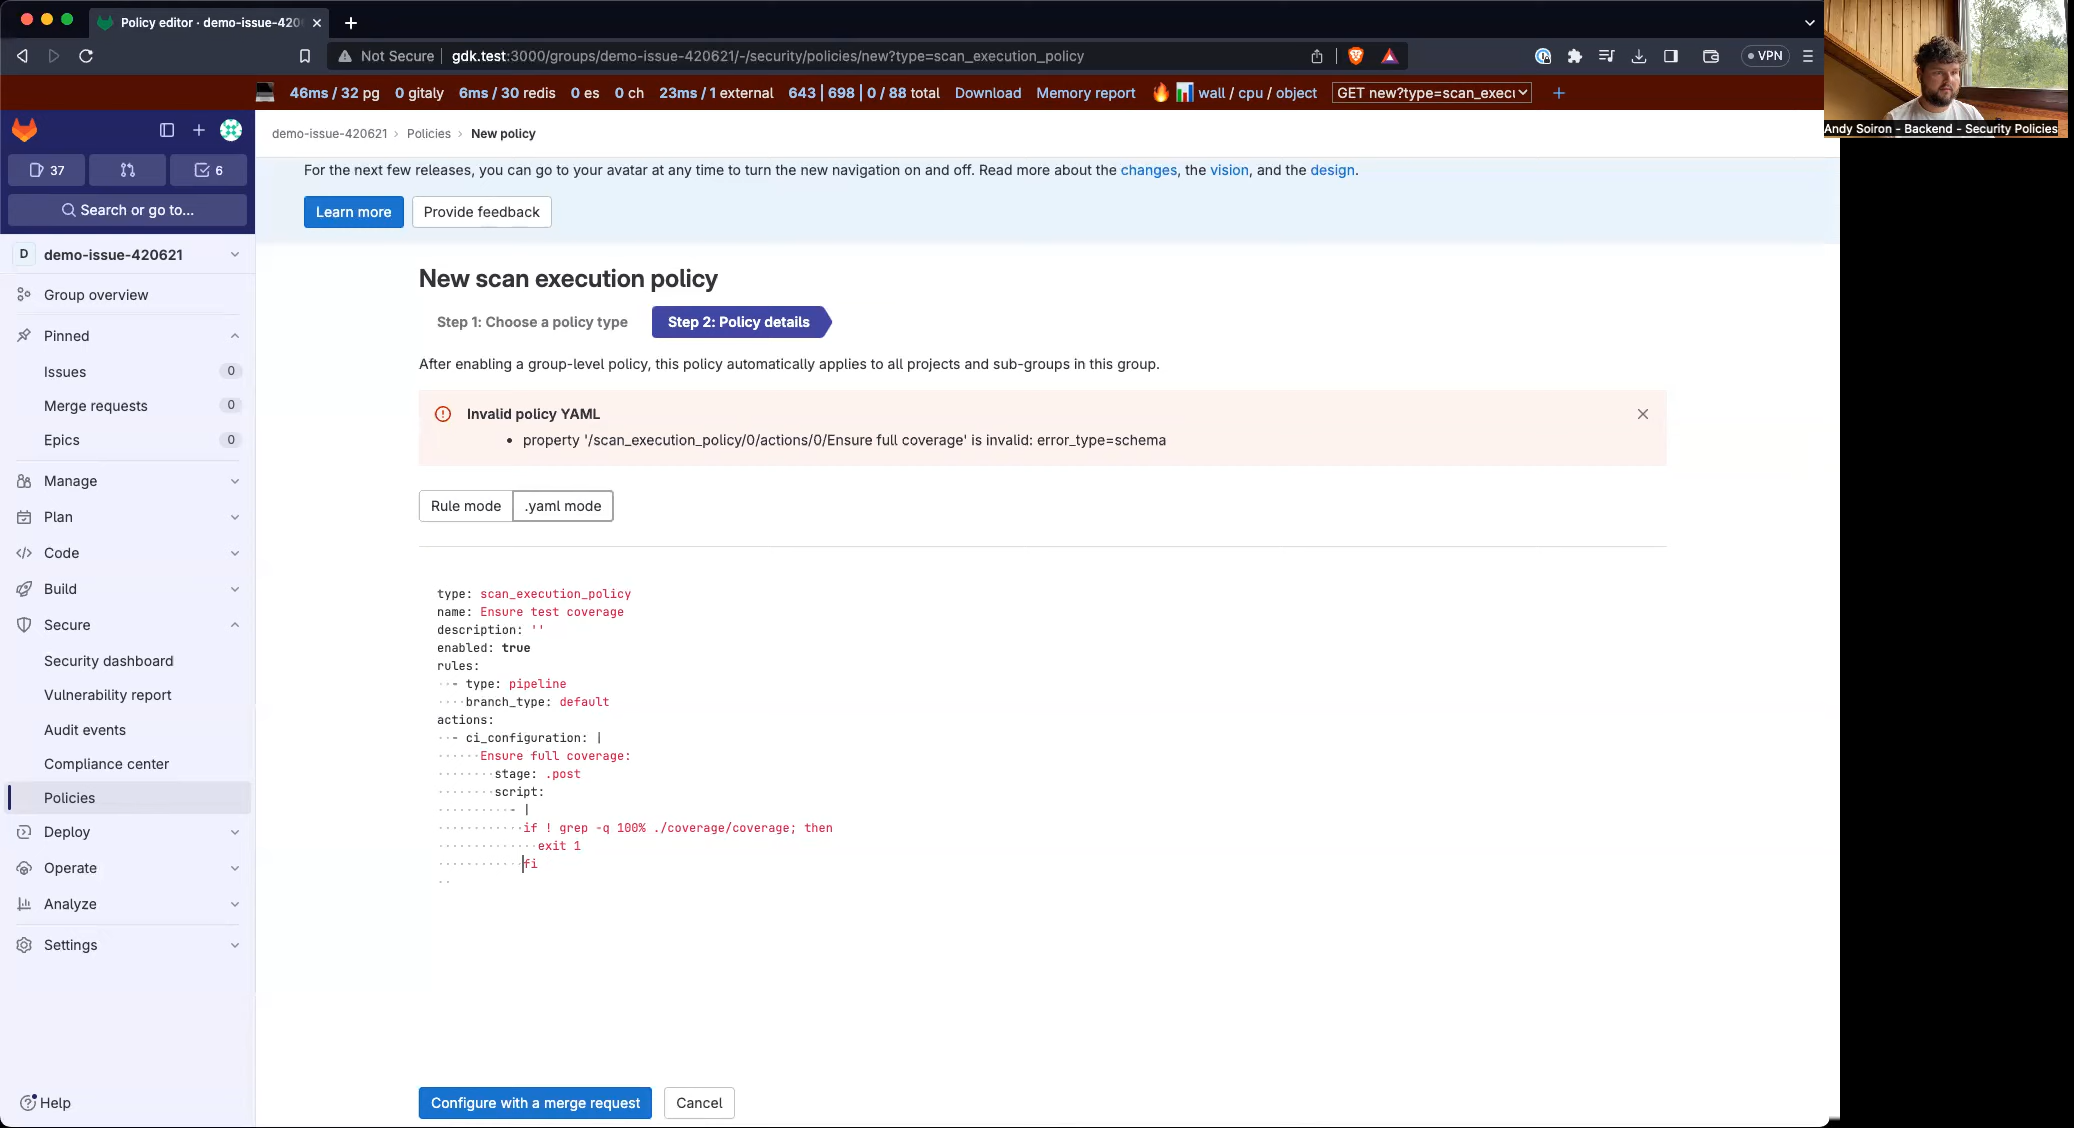 Policy editor · demo-issue-420
Not Secure
gdk.test:3000/groups/demo-issue-420621/-/security/policies/new?type=scan_execution_policy
VPN
46ms / 32 pg 0 gitaly 6ms / 30 redis 0 es 0 ch 23ms / 1 external 643 | 698 | 0 / 88 total Download Memory report wall / cpu / object GET new?type=scan_exec
Andy Soiron - Backend - Security Policies
37
6
Search or go to...
D demo-issue-420621
Group overview
Pinned
Issues 0
Merge requests 0
Epics 0
Manage
Plan
Code
Build
Secure
Security dashboard
Vulnerability report
Audit events
Compliance center
Policies
Deploy
Operate
Analyze
Settings
Help
demo-issue-420621 › Policies › New policy
For the next few releases, you can go to your avatar at any time to turn the new navigation on and off. Read more about the changes, the vision, and the design.
Learn more Provide feedback
New scan execution policy
Step 1: Choose a policy type Step 2: Policy details
After enabling a group-level policy, this policy automatically applies to all projects and sub-groups in this group.
Invalid policy YAML
• property '/scan_execution_policy/0/actions/0/Ensure full coverage' is invalid: error_type=schema
Rule mode .yaml mode
type: scan_execution_policy
name: Ensure test coverage
description: ''
enabled: true
rules:
  - type: pipeline
    branch_type: default
actions:
  - ci_configuration: |
      Ensure full coverage:
        stage: .post
        script:
          - |
            if ! grep -q 100% ./coverage/coverage; then
              exit 1
            fi
Configure with a merge request Cancel